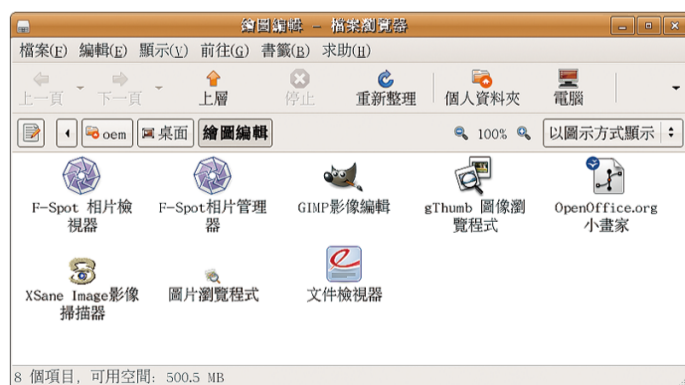 繪圖編輯 - 檔案瀏覽器
檔案(F) 編輯(E) 顯示(V) 前往(G) 書籤(B) 求助(H)
上一頁 下一頁 上層 停止 重新整理 個人資料夾 電腦
oem 桌面 繪圖編輯 100% 以圖示方式顯示
F-Spot 相片檢視器
F-Spot相片管理器
GIMP影像編輯
gThumb 圖像瀏覽程式
OpenOffice.org 小畫家
XSane Image影像掃描器
圖片瀏覽程式
文件檢視器
8 個項目, 可用空間: 500.5 MB